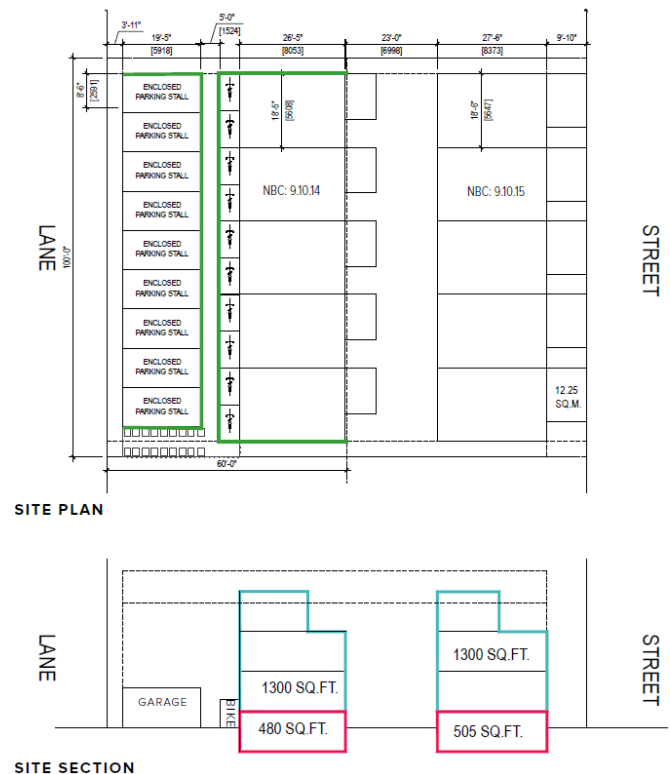 3'-11"
19'-5"
[5918]
5'-0"
[1524]
26'-5"
[8053]
23'-0"
[6998]
27'-6"
[8373]
9'-10"
8'-6"
[2591]
ENCLOSED
PARKING STALL
ENCLOSED
PARKING STALL
ENCLOSED
PARKING STALL
ENCLOSED
PARKING STALL
ENCLOSED
PARKING STALL
ENCLOSED
PARKING STALL
ENCLOSED
PARKING STALL
ENCLOSED
PARKING STALL
ENCLOSED
PARKING STALL
18'-5"
[5608]
18'-6"
[5647]
NBC: 9.10.14
NBC: 9.10.15
LANE
100'-0"
STREET
12.25
SQ.M.
60'-0"
SITE PLAN
LANE
GARAGE
BIKE
1300 SQ.FT.
480 SQ.FT.
1300 SQ.FT.
505 SQ.FT.
STREET
SITE SECTION